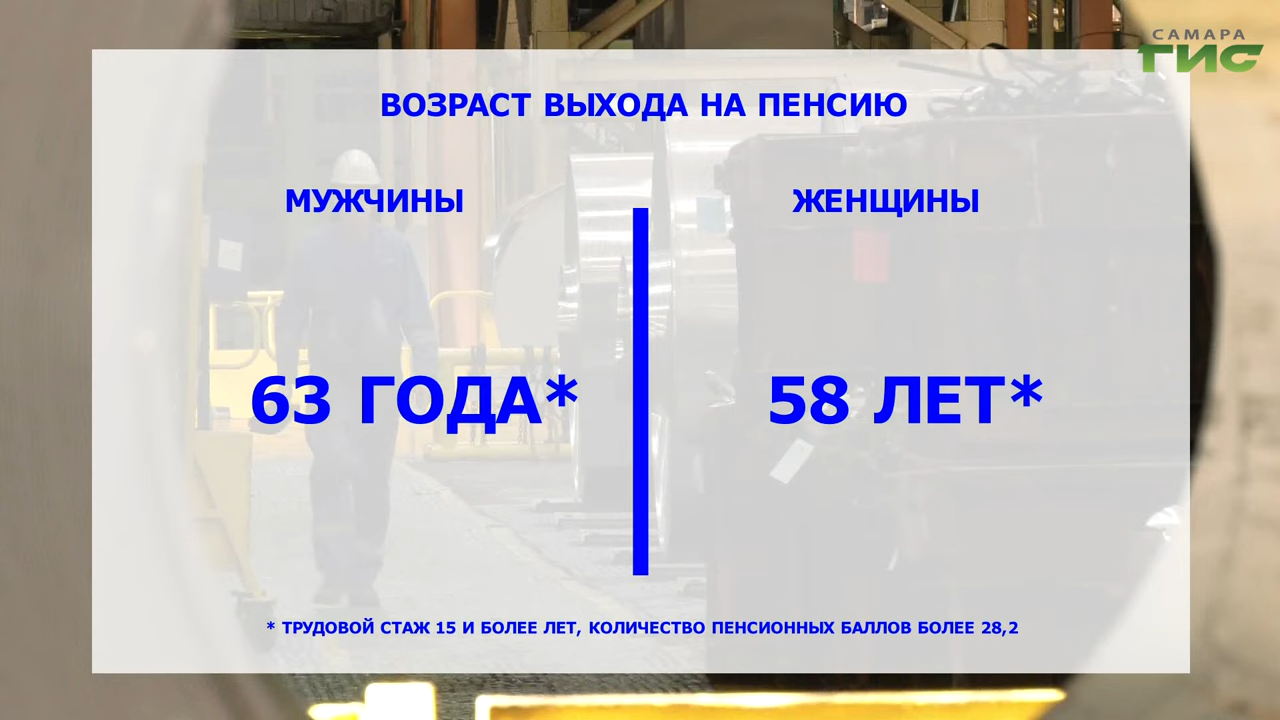 САМАРА
ГИС
ВОЗРАСТ ВЫХОДА НА ПЕНСИЮ
МУЖЧИНЫ
ЖЕНЩИНЫ
63 ГОДА*
58 ЛЕТ*
* ТРУДОВОЙ СТАЖ 15 И БОЛЕЕ ЛЕТ, КОЛИЧЕСТВО ПЕНСИОННЫХ БАЛЛОВ БОЛЕЕ 28,2